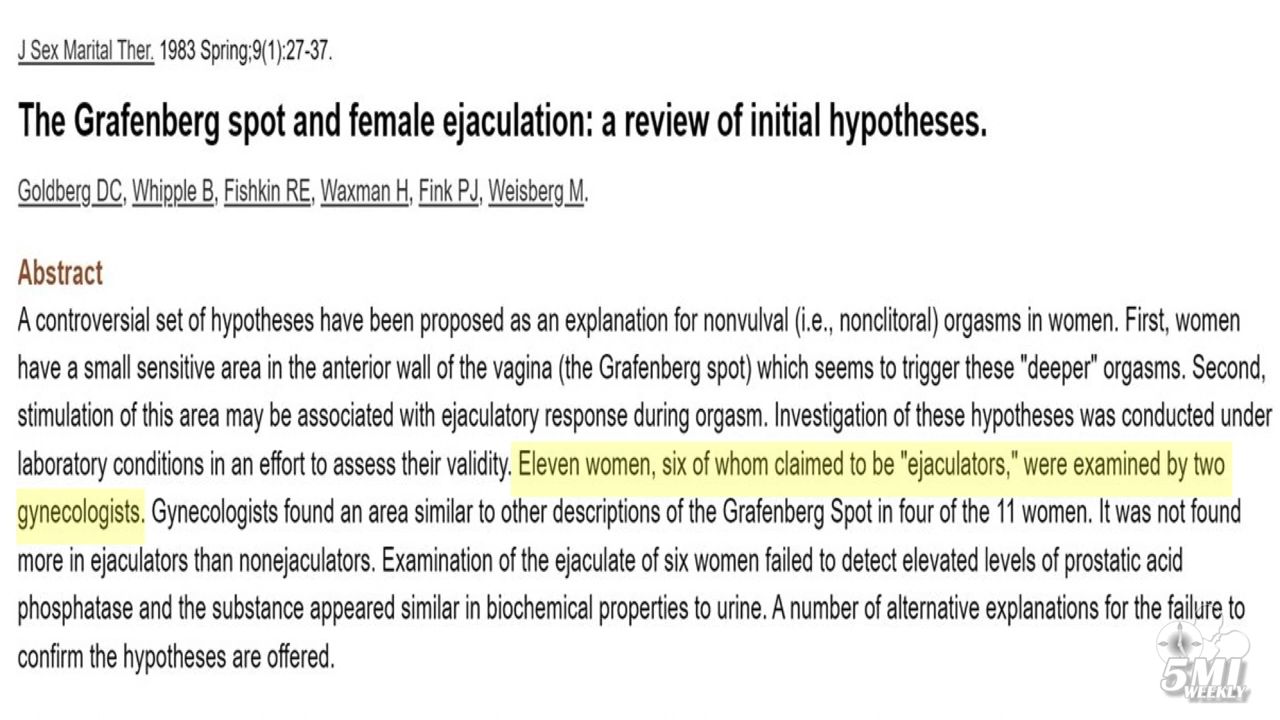 J Sex Marital Ther. 1983 Spring;9(1):27-37.
The Grafenberg spot and female ejaculation: a review of initial hypotheses.
Goldberg DC, Whipple B, Fishkin RE, Waxman H, Fink PJ, Weisberg M.
Abstract
A controversial set of hypotheses have been proposed as an explanation for nonvulval (i.e., nonclitoral) orgasms in women. First, women
have a small sensitive area in the anterior wall of the vagina (the Grafenberg spot) which seems to trigger these "deeper" orgasms. Second,
stimulation of this area may be associated with ejaculatory response during orgasm. Investigation of these hypotheses was conducted under
laboratory conditions in an effort to assess their validity. Eleven women, six of whom claimed to be "ejaculators," were examined by two
gynecologists. Gynecologists found an area similar to other descriptions of the Grafenberg Spot in four of the 11 women. It was not found
more in ejaculators than nonejaculators. Examination of the ejaculate of six women failed to detect elevated levels of prostatic acid
phosphatase and the substance appeared similar in biochemical properties to urine. A number of alternative explanations for the failure to
confirm the hypotheses are offered.
5MI
WEEKLY